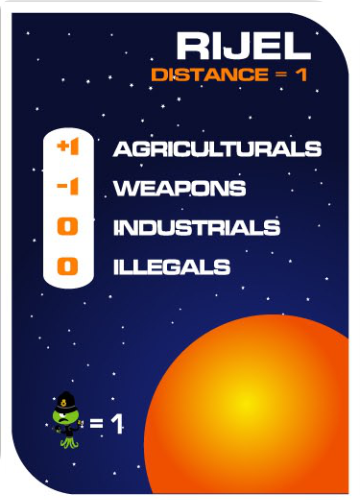 RIJEL
DISTANCE = 1
+1 AGRICULTURALS
-1 WEAPONS
0 INDUSTRIALS
0 ILLEGALS
= 1